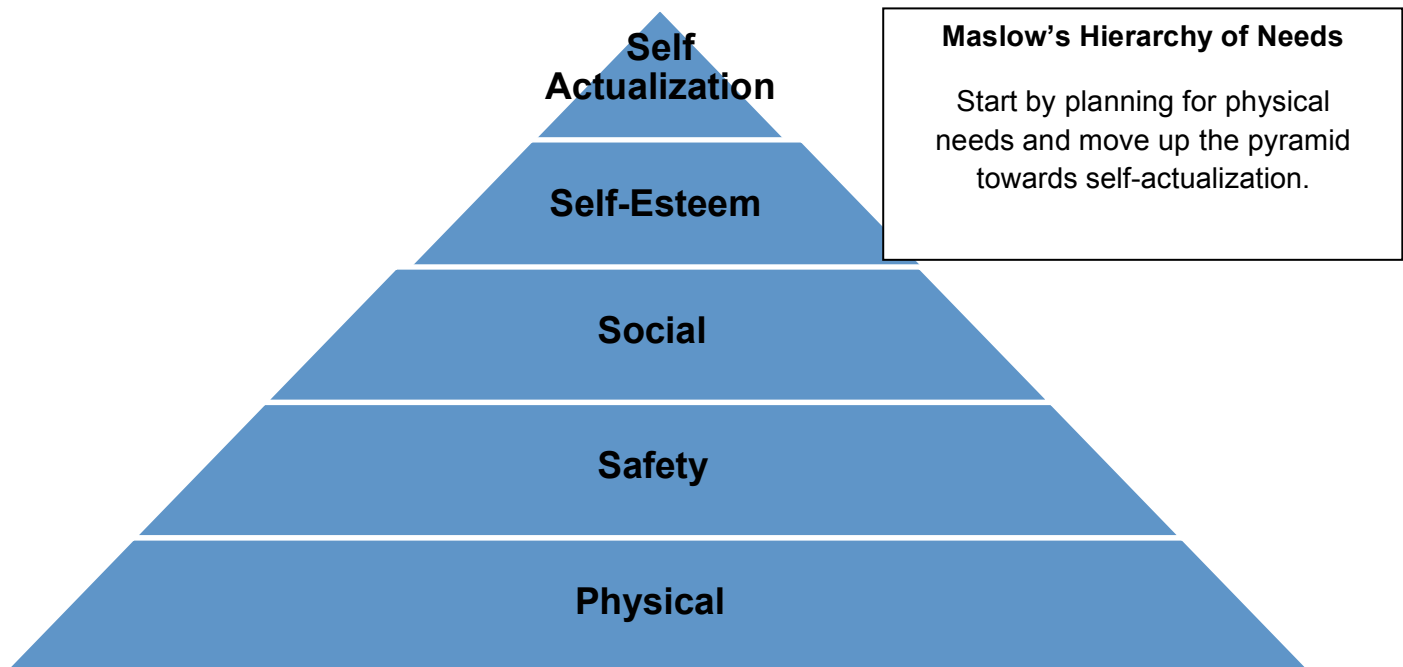 Self
Actualization
Self-Esteem
Social
Safety
Physical
Maslow’s Hierarchy of Needs
Start by planning for physical
needs and move up the pyramid
towards self-actualization.